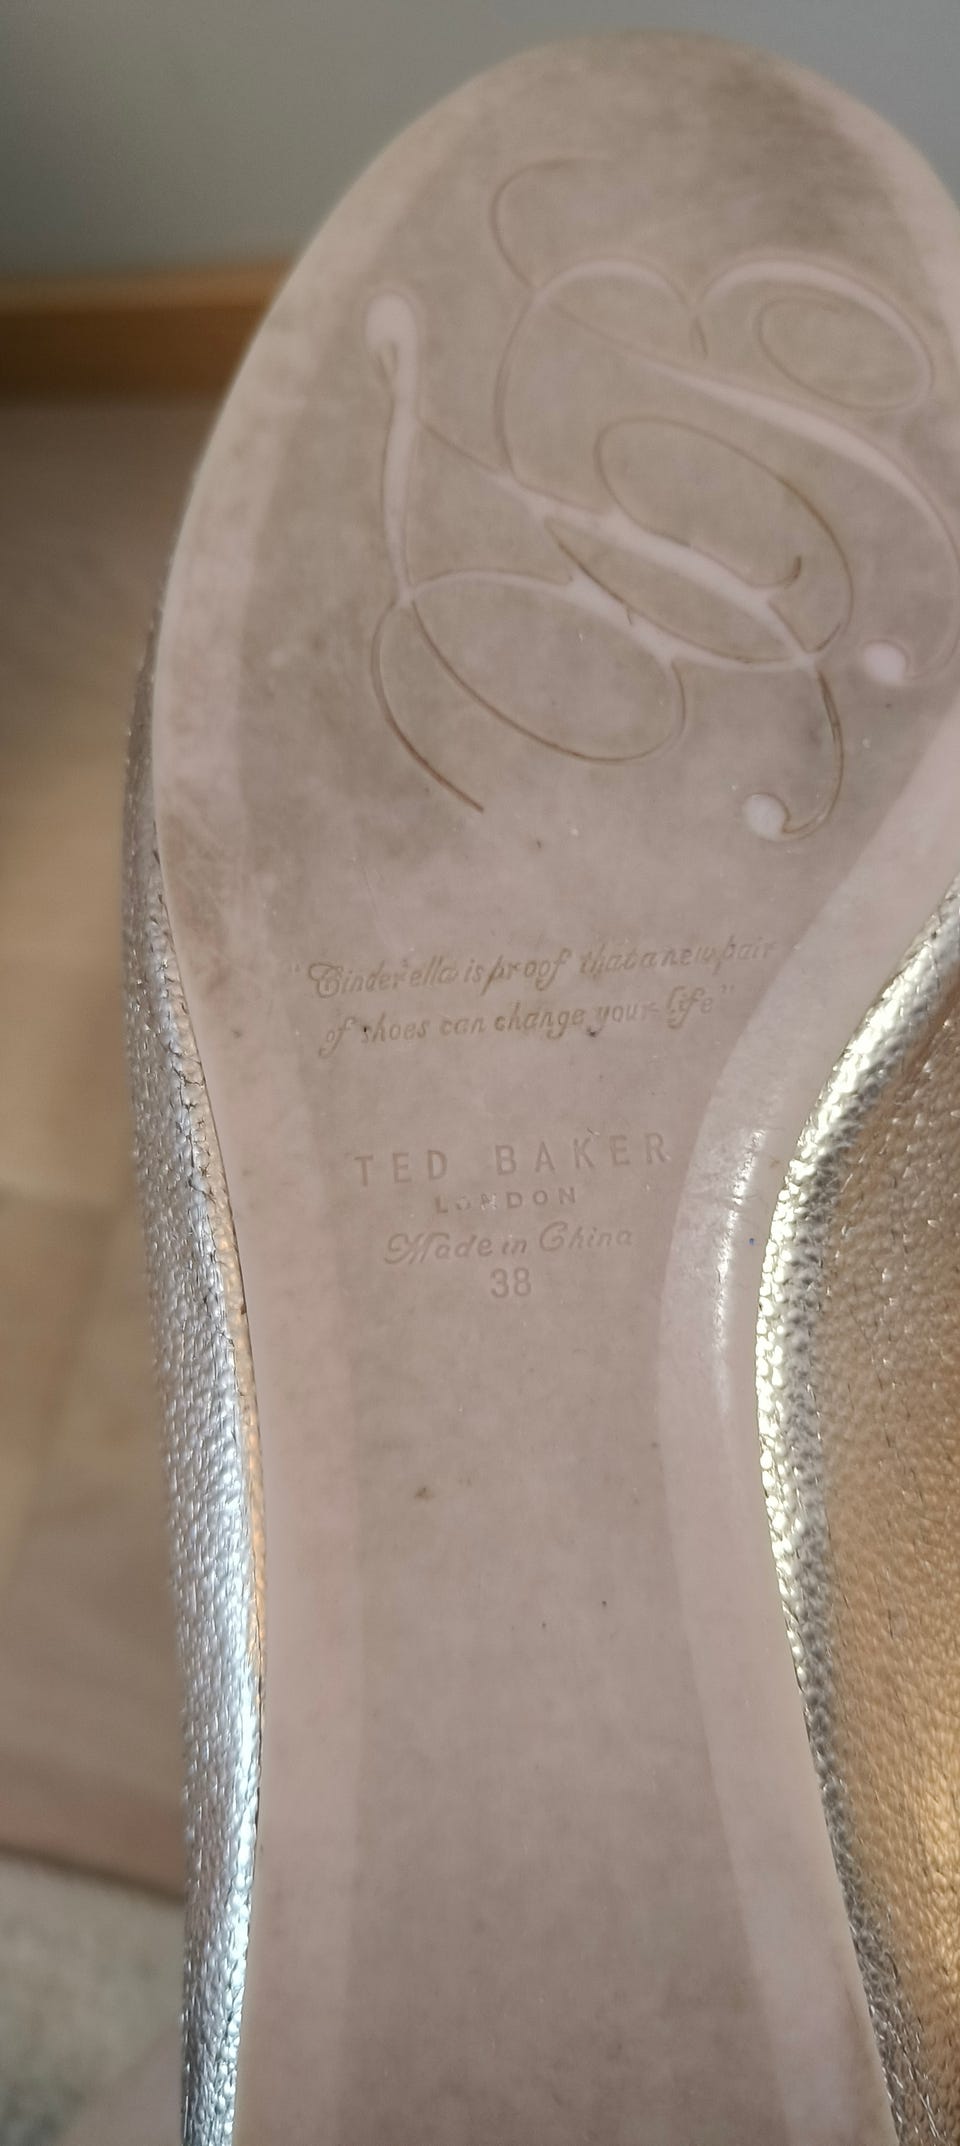 "Cinderella is proof that a new pair
of shoes can change your life"
TED BAKER
LONDON
Made in China
38